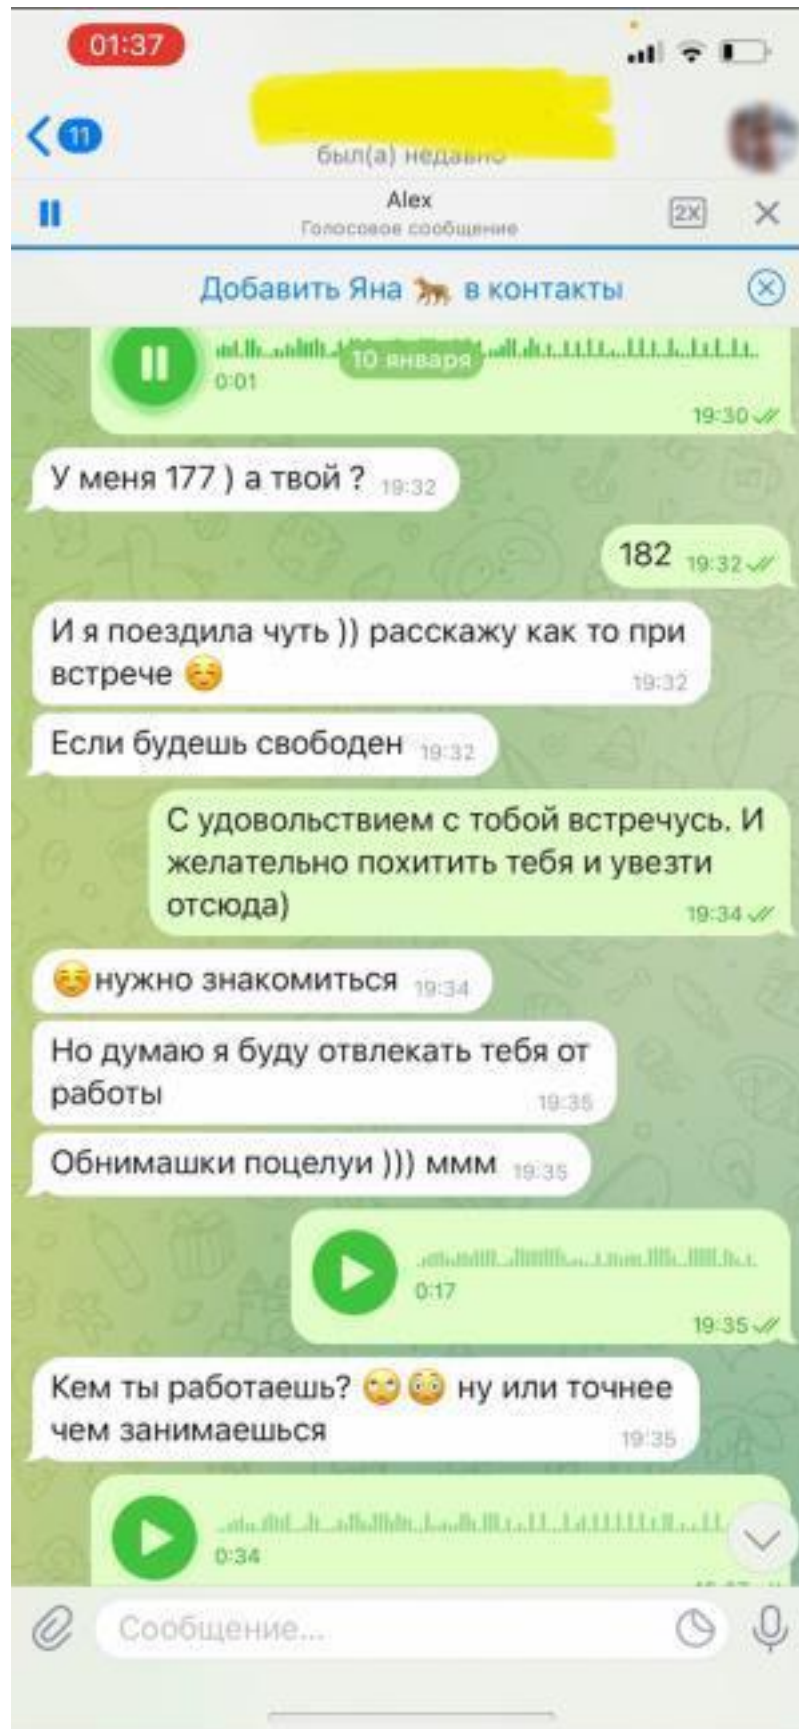 01:37
11
был(а) недавно
Alex
Голосовое сообщение
2X
Добавить Яна 🐆 в контакты
10 января
0:01
19:30
У меня 177 ) а твой ? 19:32
182 19:32
И я поездила чуть )) расскажу как то при
встрече ☺️ 19:32
Если будешь свободен 19:32
С удовольствием с тобой встречусь. И
желательно похитить тебя и увезти
отсюда) 19:34
☺️нужно знакомиться 19:34
Но думаю я буду отвлекать тебя от
работы 19:35
Обнимашки поцелуи ))) ммм 19:35
0:17
19:35
Кем ты работаешь? 🙄😳 ну или точнее
чем занимаешься 19:35
0:34
Сообщение...